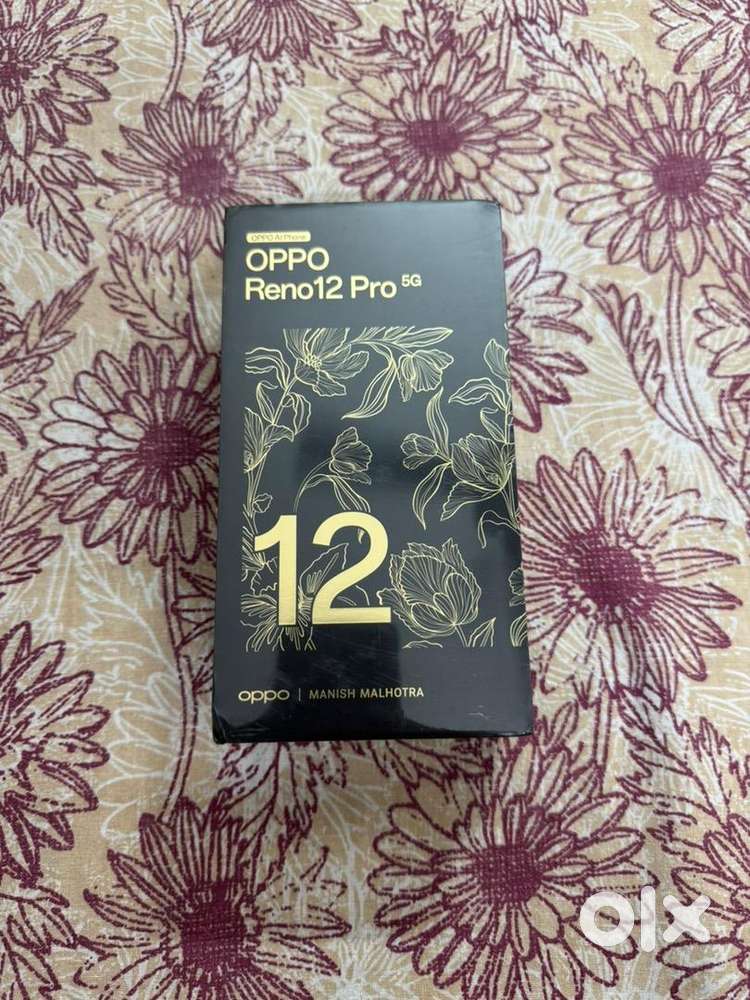 OPPO AI Phone
OPPO
Reno12 Pro 5G
12
oppo | MANISH MALHOTRA
olx